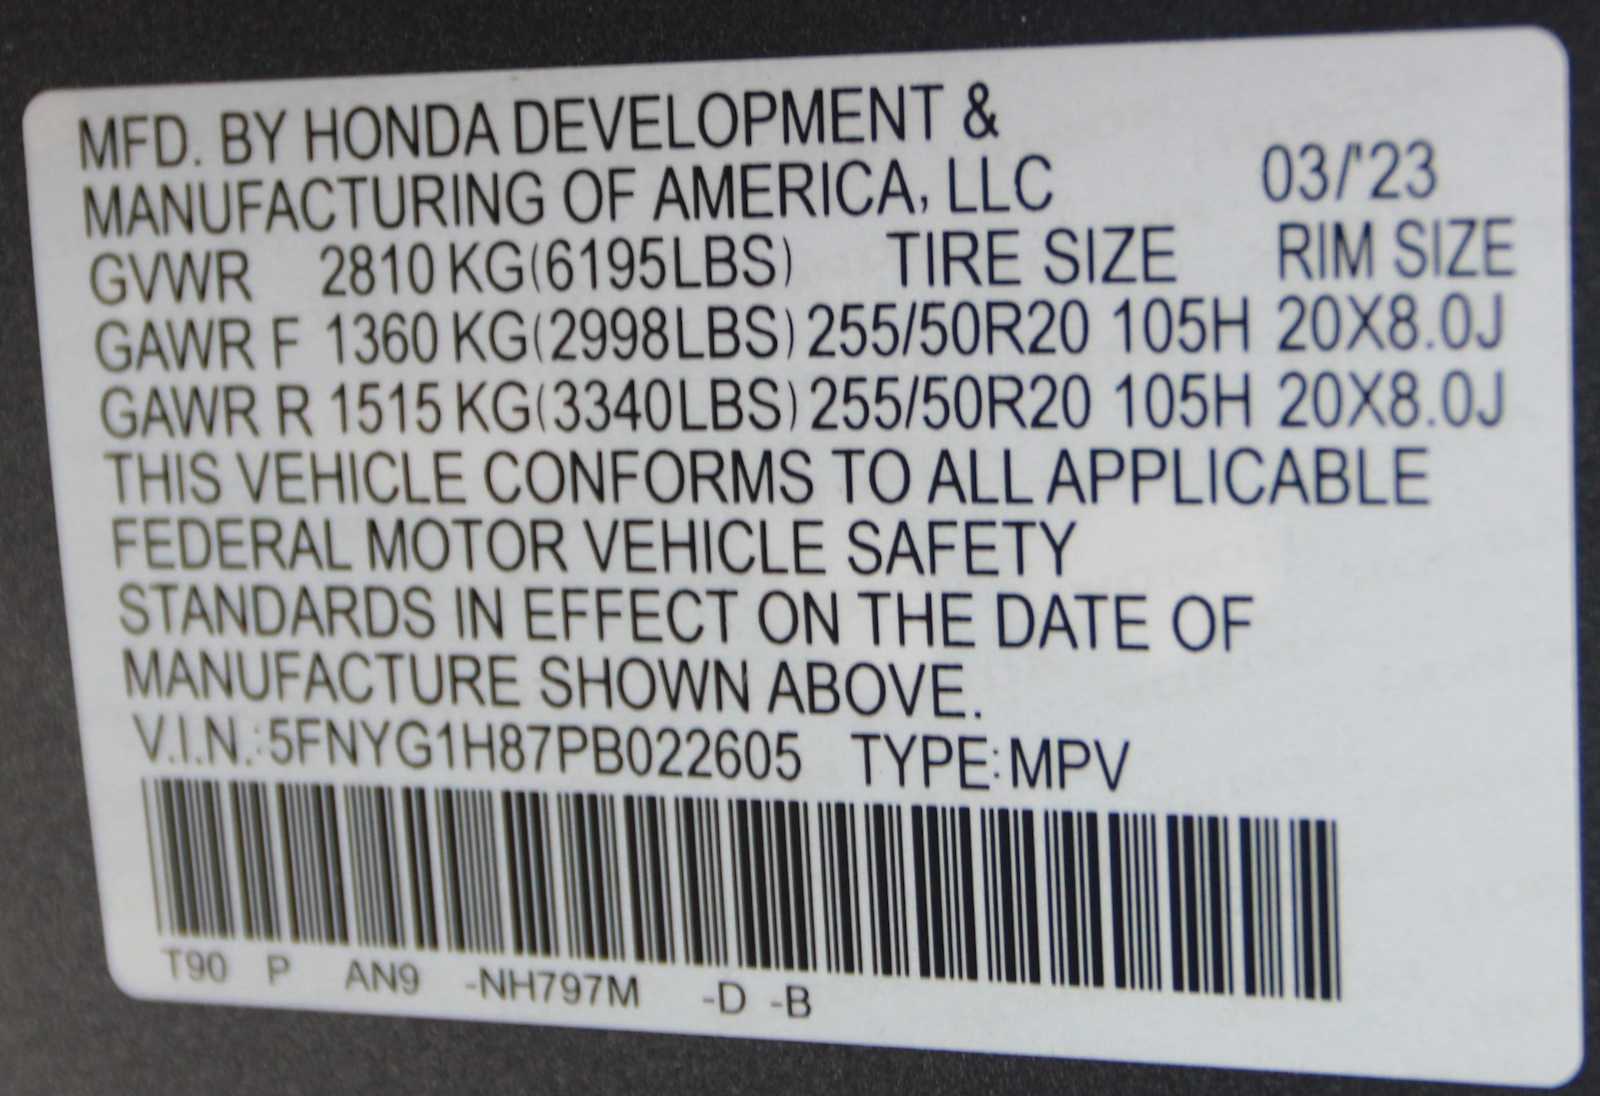 MFD. BY HONDA DEVELOPMENT &
MANUFACTURING OF AMERICA, LLC 03/'23
GVWR 2810 KG(6195LBS) TIRE SIZE RIM SIZE
GAWR F 1360 KG(2998LBS) 255/50R20 105H 20X8.0J
GAWR R 1515 KG(3340LBS) 255/50R20 105H 20X8.0J
THIS VEHICLE CONFORMS TO ALL APPLICABLE
FEDERAL MOTOR VEHICLE SAFETY
STANDARDS IN EFFECT ON THE DATE OF
MANUFACTURE SHOWN ABOVE.
V.I.N.:5FNYG1H87PB022605 TYPE:MPV
T90 P AN9 -NH797M -D -B